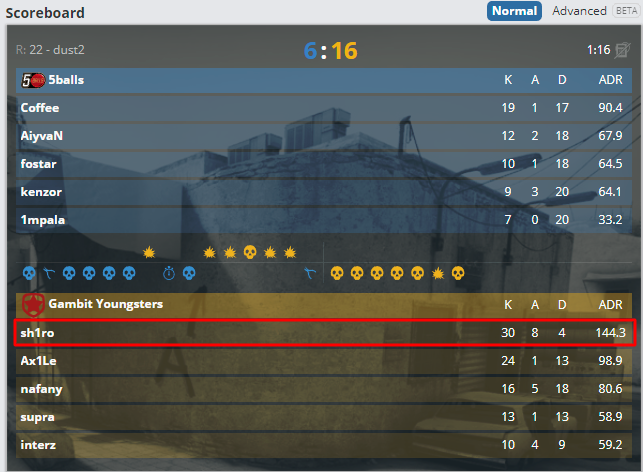 Scoreboard Normal Advanced BETA
R: 22 - dust2 6:16 1:16
5balls K A D ADR
Coffee 19 1 17 90.4
AiyvaN 12 2 18 67.9
fostar 10 1 18 64.5
kenzor 9 3 20 64.1
1mpala 7 0 20 33.2
Gambit Youngsters K A D ADR
sh1ro 30 8 4 144.3
Ax1Le 24 1 13 98.9
nafany 16 5 18 80.6
supra 13 1 13 58.9
interz 10 4 9 59.2